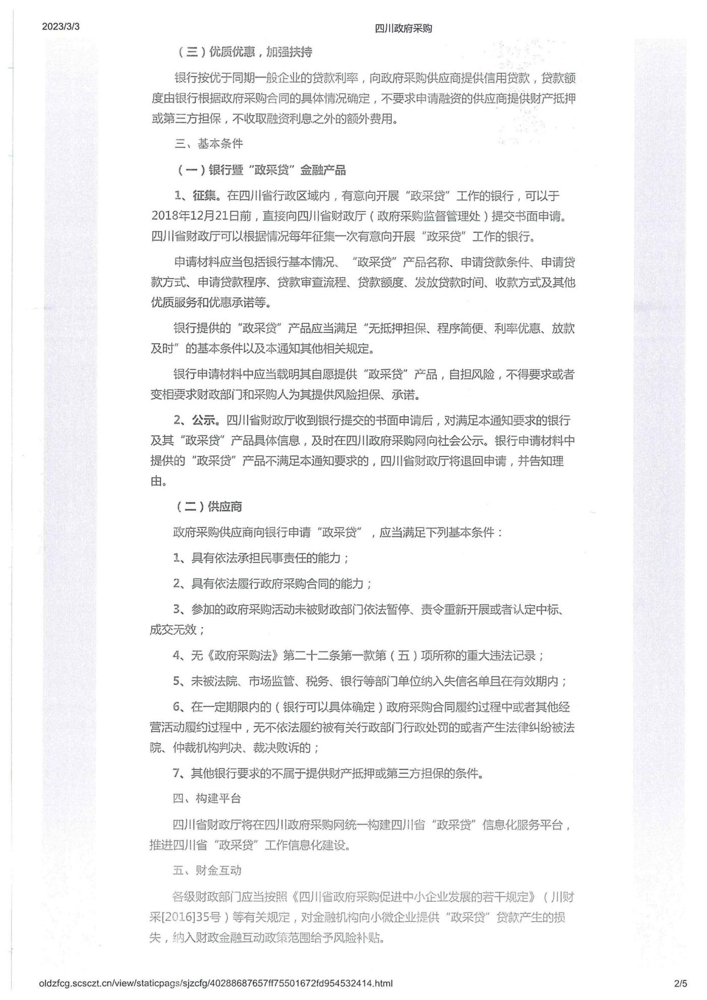 2023/3/3
四川政府采购
（三）优质优惠，加强扶持
银行按优于同期一般企业的贷款利率，向政府采购供应商提供信用贷款，贷款额
度由银行根据政府采购合同的具体情况确定，不要求申请融资的供应商提供财产抵押
或第三方担保，不收取融资利息之外的额外费用。
三、基本条件
（一）银行暨“政采贷”金融产品
1、征集。在四川省行政区域内，有意向开展“政采贷”工作的银行，可以于
2018年12月21日前，直接向四川省财政厅（政府采购监督管理处）提交书面申请。
四川省财政厅可以根据情况每年征集一次有意向开展“政采贷”工作的银行。
申请材料应当包括银行基本情况、“政采贷”产品名称、申请贷款条件、申请贷
款方式、申请贷款程序、贷款审查流程、贷款额度、发放贷款时间、收款方式及其他
优质服务和优惠承诺等。
银行提供的“政采贷”产品应当满足“无抵押担保、程序简便、利率优惠、放款
及时”的基本条件以及本通知其他相关规定。
银行申请材料中应当载明其自愿提供“政采贷”产品，自担风险，不得要求或者
变相要求财政部门和采购人为其提供风险担保、承诺。
2、公示。四川省财政厅收到银行提交的书面申请后，对满足本通知要求的银行
及其“政采贷”产品具体信息，及时在四川政府采购网向社会公示。银行申请材料中
提供的“政采贷”产品不满足本通知要求的，四川省财政厅将退回申请，并告知理
由。
（二）供应商
政府采购供应商向银行申请“政采贷”，应当满足下列基本条件：
1、具有依法承担民事责任的能力；
2、具有依法履行政府采购合同的能力；
3、参加的政府采购活动未被财政部门依法暂停、责令重新开展或者认定中标、
成交无效；
4、无《政府采购法》第二十二条第一款第（五）项所称的重大违法记录；
5、未被法院、市场监管、税务、银行等部门单位纳入失信名单且在有效期内；
6、在一定期限内的（银行可以具体确定）政府采购合同履约过程中或者其他经
营活动履约过程中，无不依法履约被有关行政部门行政处罚的或者产生法律纠纷被法
院、仲裁机构判决、裁决败诉的；
7、其他银行要求的不属于提供财产抵押或第三方担保的条件。
四、构建平台
四川省财政厅将在四川政府采购网统一构建四川省“政采贷”信息化服务平台，
推进四川省“政采贷”工作信息化建设。
五、财金互动
各级财政部门应当按照《四川省政府采购促进中小企业发展的若干规定》（川财
采[2016]35号）等有关规定，对金融机构向小微企业提供“政采贷”贷款产生的损
失，纳入财政金融互动政策范围给予风险补贴。
oldzfcg.scsczt.cn/view/staticpags/sjzcfg/40288687657ff75501672fd954532414.html
2/5